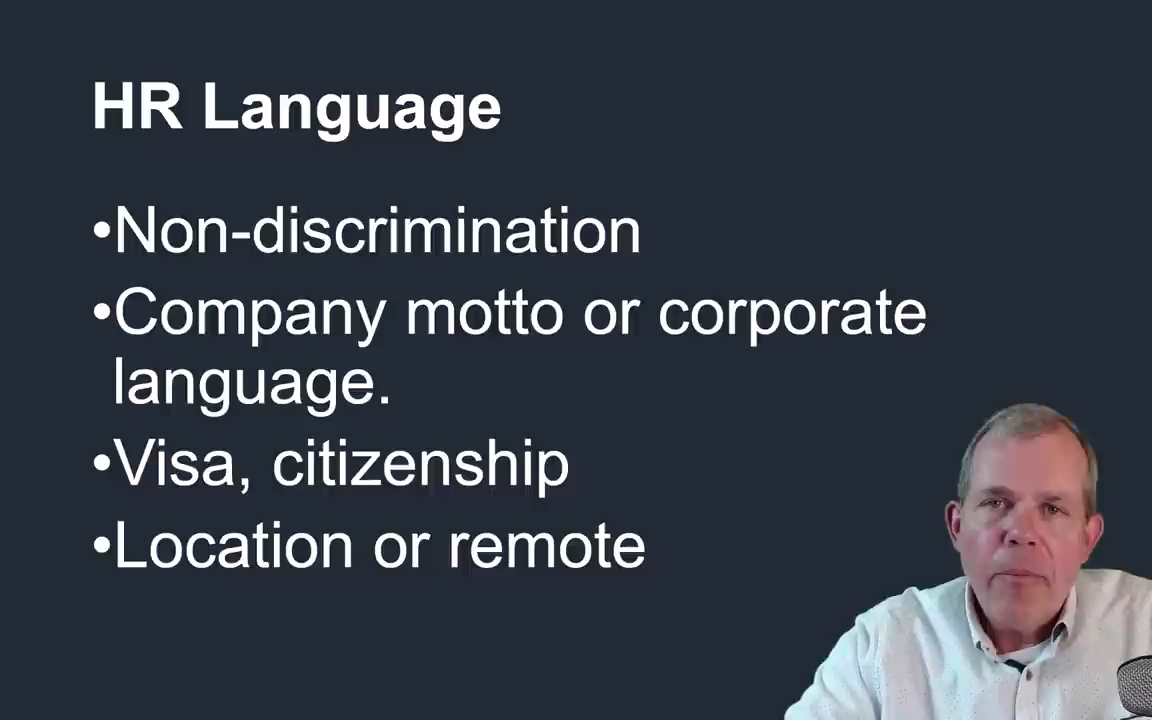 HR Language
•Non-discrimination
•Company motto or corporate
language.
•Visa, citizenship
•Location or remote